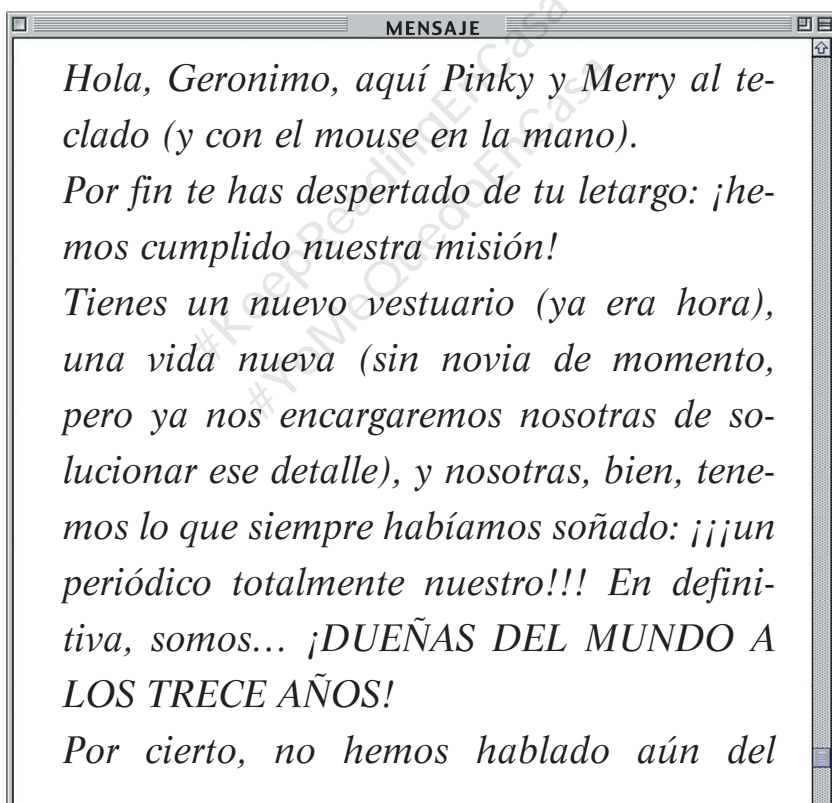 MENSAJE
Hola, Geronimo, aquí Pinky y Merry al te-
clado (y con el mouse en la mano).
Por fin te has despertado de tu letargo: ¡he-
mos cumplido nuestra misión!
Tienes un nuevo vestuario (ya era hora),
una vida nueva (sin novia de momento,
pero ya nos encargaremos nosotras de so-
lucionar ese detalle), y nosotras, bien, tene-
mos lo que siempre habíamos soñado: ¡¡¡un
periódico totalmente nuestro!!! En defini-
tiva, somos… ¡DUEÑAS DEL MUNDO A
LOS TRECE AÑOS!
Por cierto, no hemos hablado aún del
#KeepReadingEnCasa
#YoMeQuedoEnCasa